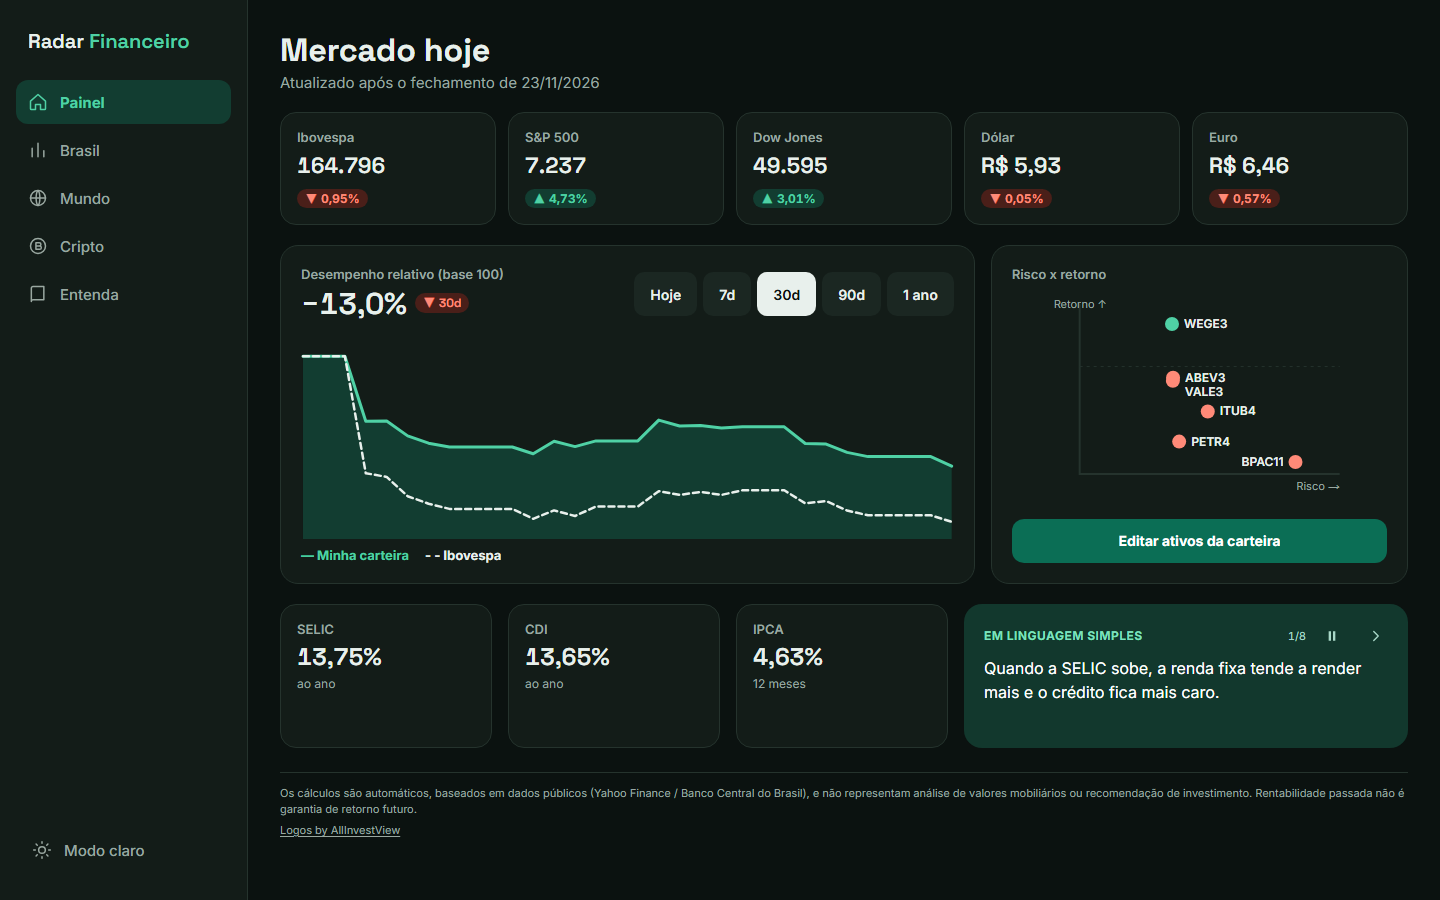 Radar Financeiro
Painel
Brasil
Mundo
Cripto
Entenda
Modo claro
Mercado hoje
Atualizado após o fechamento de 23/11/2026
Ibovespa
164.796
▼ 0,95%
S&P 500
7.237
▲ 4,73%
Dow Jones
49.595
▲ 3,01%
Dólar
R$ 5,93
▼ 0,05%
Euro
R$ 6,46
▼ 0,57%
Desempenho relativo (base 100)
−13,0% ▼ 30d
Hoje 7d 30d 90d 1 ano
— Minha carteira - - Ibovespa
Risco x retorno
Retorno ↑
WEGE3
ABEV3
VALE3
ITUB4
PETR4
BPAC11
Risco →
Editar ativos da carteira
SELIC
13,75%
ao ano
CDI
13,65%
ao ano
IPCA
4,63%
12 meses
EM LINGUAGEM SIMPLES 1/8
Quando a SELIC sobe, a renda fixa tende a render
mais e o crédito fica mais caro.
Os cálculos são automáticos, baseados em dados públicos (Yahoo Finance / Banco Central do Brasil), e não representam análise de valores mobiliários ou recomendação de investimento. Rentabilidade passada não é
garantia de retorno futuro.
Logos by AllInvestView